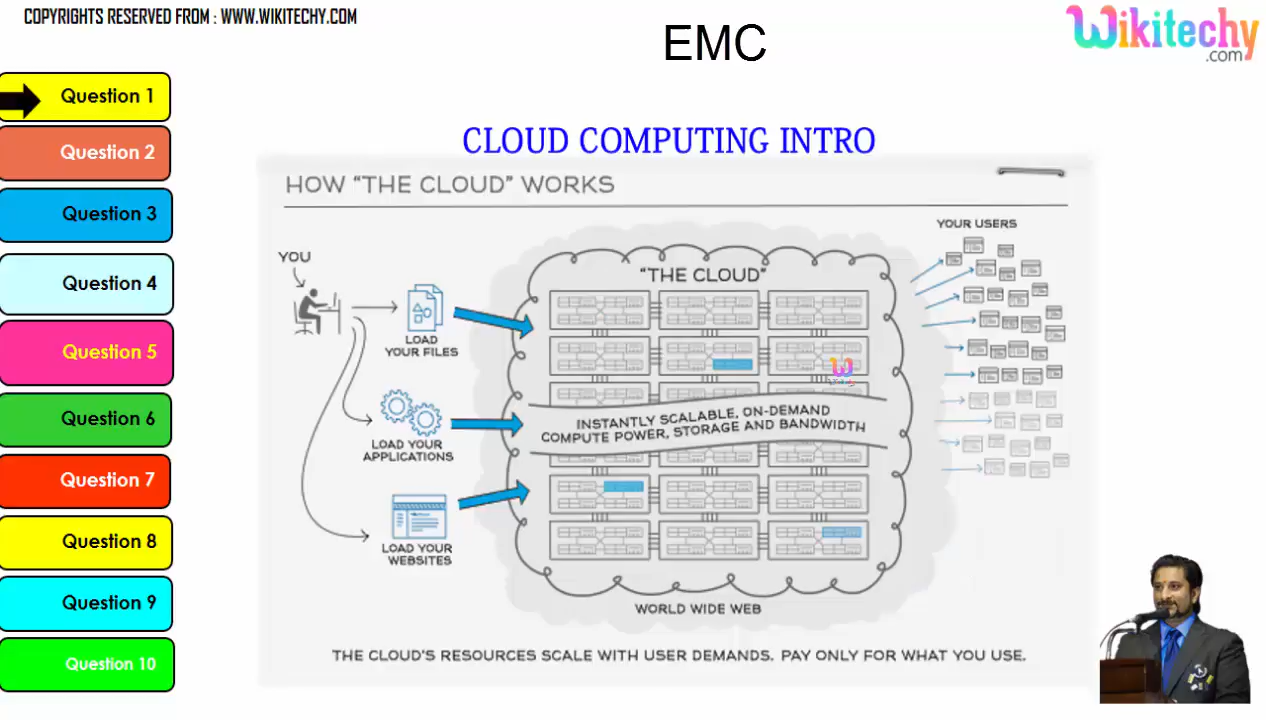 COPYRIGHTS RESERVED FROM : WWW.WIKITECHY.COM
EMC
Wikitechy
.com
Question 1
Question 2
Question 3
Question 4
Question 5
Question 6
Question 7
Question 8
Question 9
Question 10
CLOUD COMPUTING INTRO
HOW “THE CLOUD” WORKS
YOU
LOAD
YOUR FILES
LOAD YOUR
APPLICATIONS
LOAD YOUR
WEBSITES
“THE CLOUD”
INSTANTLY SCALABLE, ON-DEMAND
COMPUTE POWER, STORAGE AND BANDWIDTH
WORLD WIDE WEB
YOUR USERS
THE CLOUD'S RESOURCES SCALE WITH USER DEMANDS. PAY ONLY FOR WHAT YOU USE.